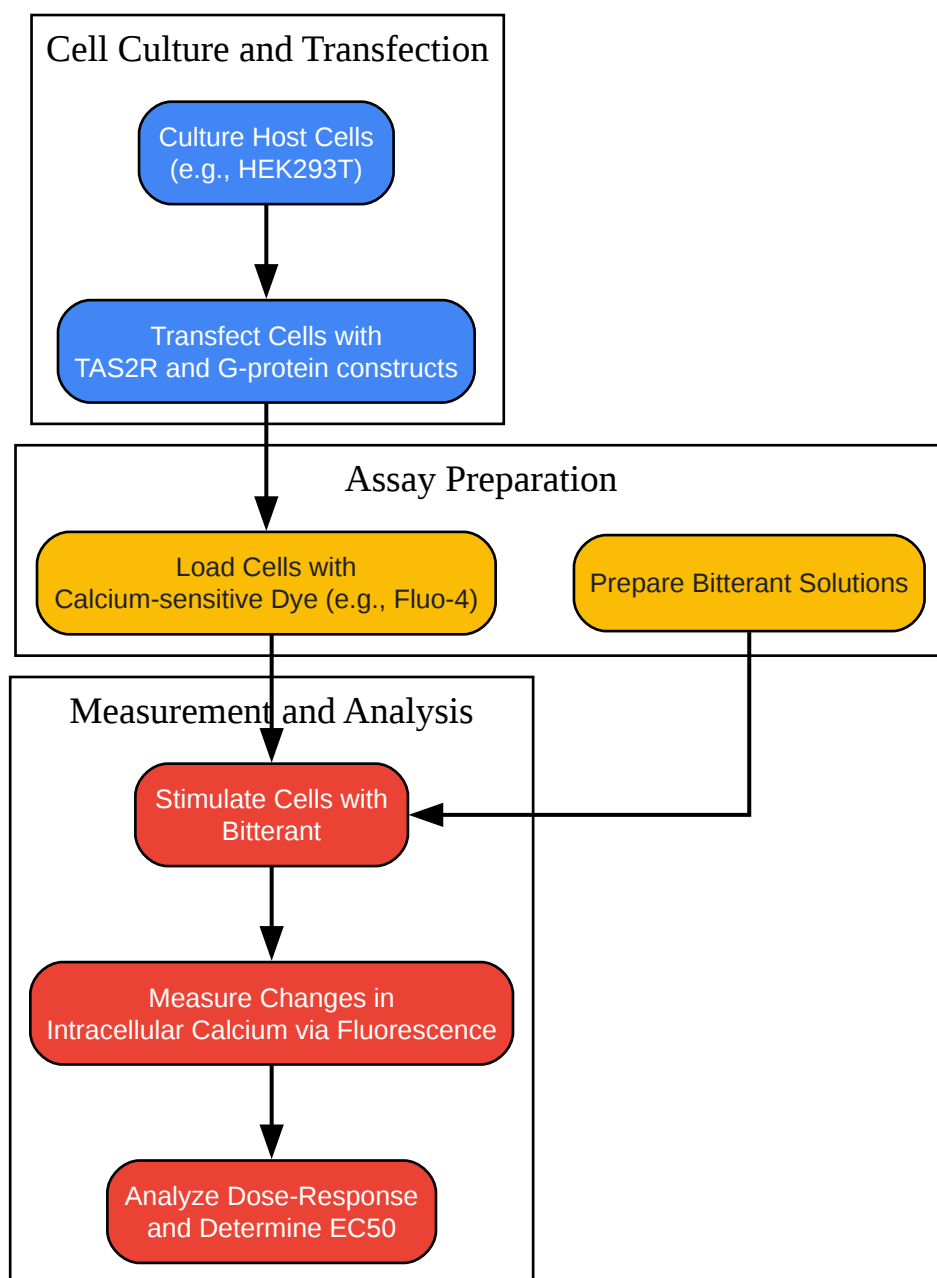 Cell Culture and Transfection
Culture Host Cells
(e.g., HEK293T)
Transfect Cells with
TAS2R and G-protein constructs
Assay Preparation
Load Cells with
Calcium-sensitive Dye (e.g., Fluo-4)
Prepare Bitterant Solutions
Measurement and Analysis
Stimulate Cells with
Bitterant
Measure Changes in
Intracellular Calcium via Fluorescence
Analyze Dose-Response
and Determine EC50